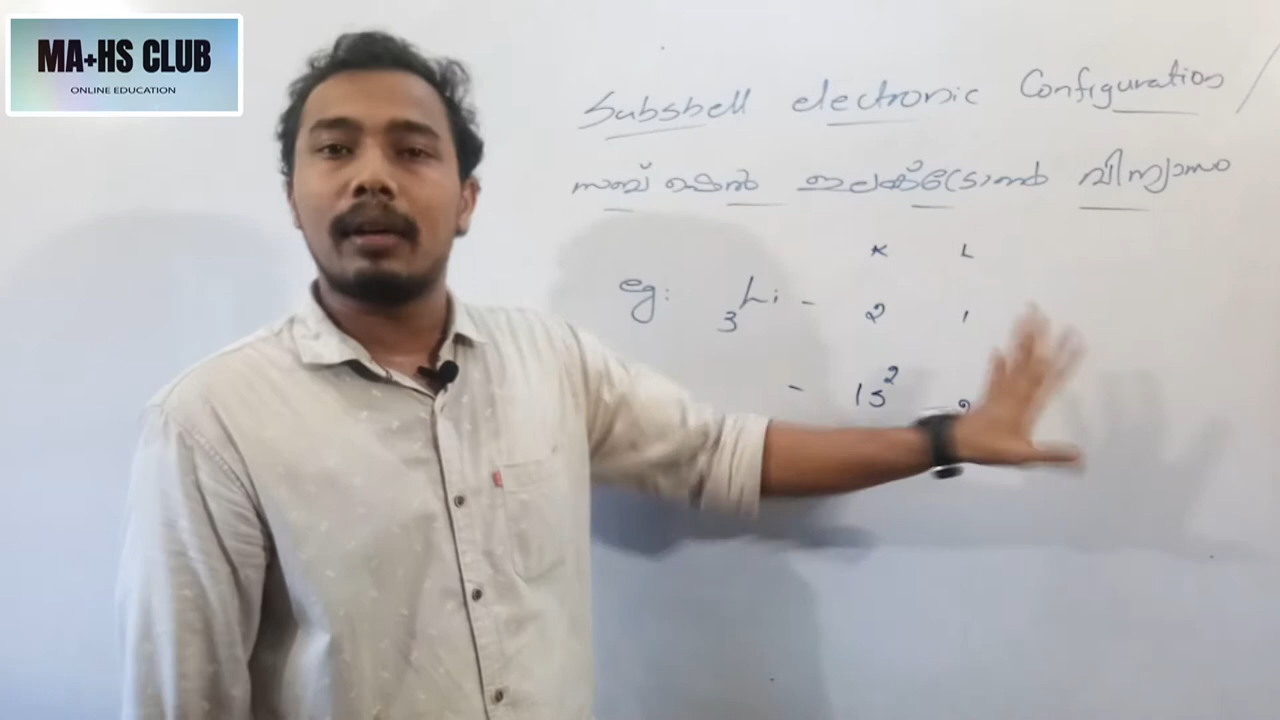 MA+HS CLUB
ONLINE EDUCATION
Subshell electronic Configuration /
സബ് ഷെൽ ഇലക്ട്രോൺ വിന്യാസം
K L
eg: 3Li - 2 1
- 1s²